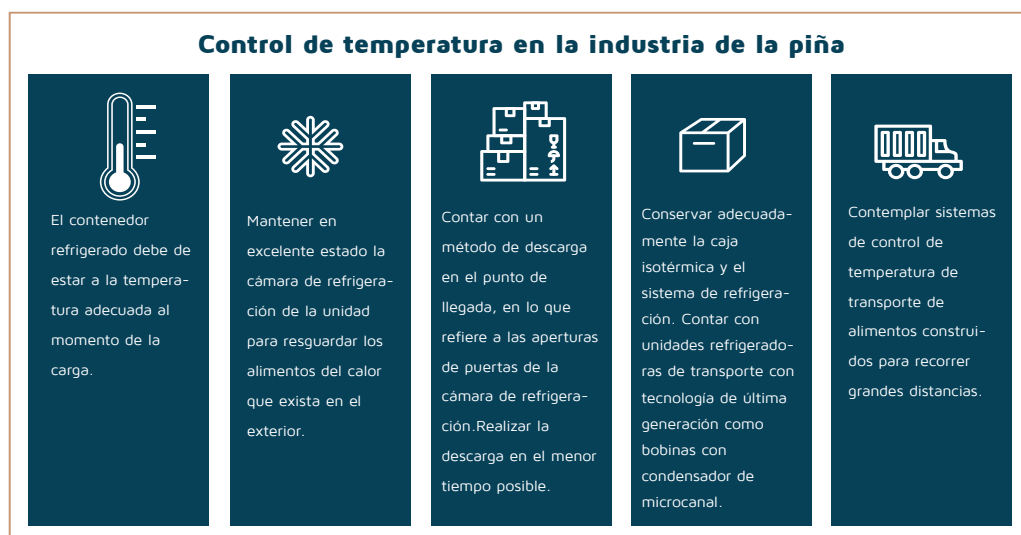 Control de temperatura en la industria de la piña
El contenedor
refrigerado debe de
estar a la tempera-
tura adecuada al
momento de la
carga.
Mantener en
excelente estado la
cámara de refrigera-
ción de la unidad
para resguardar los
alimentos del calor
que exista en el
exterior.
Contar con un
método de descarga
en el punto de
llegada, en lo que
refiere a las aperturas
de puertas de la
cámara de refrigera-
ción.Realizar la
descarga en el menor
tiempo posible.
Conservar adecuada-
mente la caja
isotérmica y el
sistema de refrigera-
ción. Contar con
unidades refrigerado-
ras de transporte con
tecnología de última
generación como
bobinas con
condensador de
microcanal.
Contemplar sistemas
de control de
temperatura de
transporte de
alimentos construi-
dos para recorrer
grandes distancias.